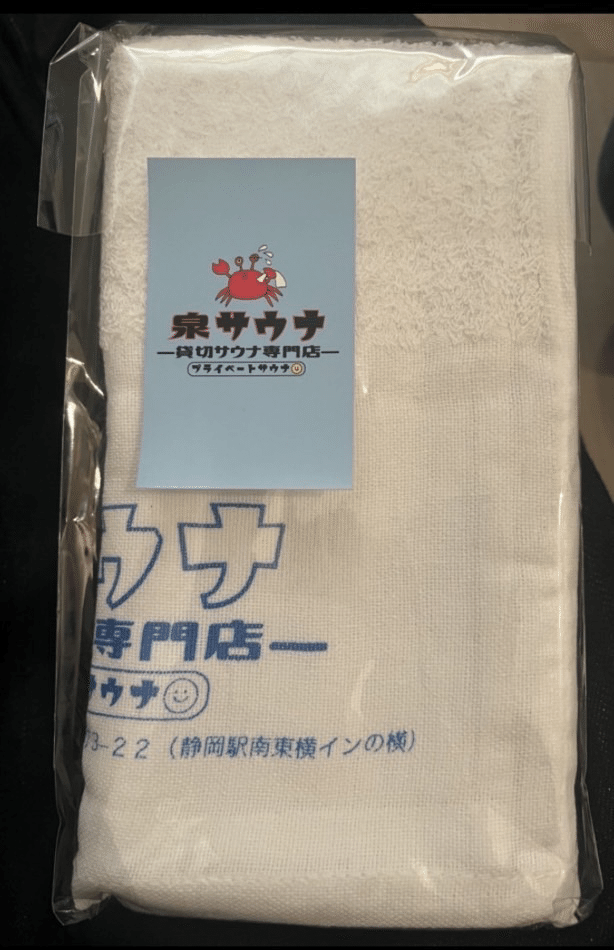 泉サウナ
―貸切サウナ専門店―
プライベートサウナ
ウナ
専門店―
サウナ
3-22(静岡駅南東横インの横)